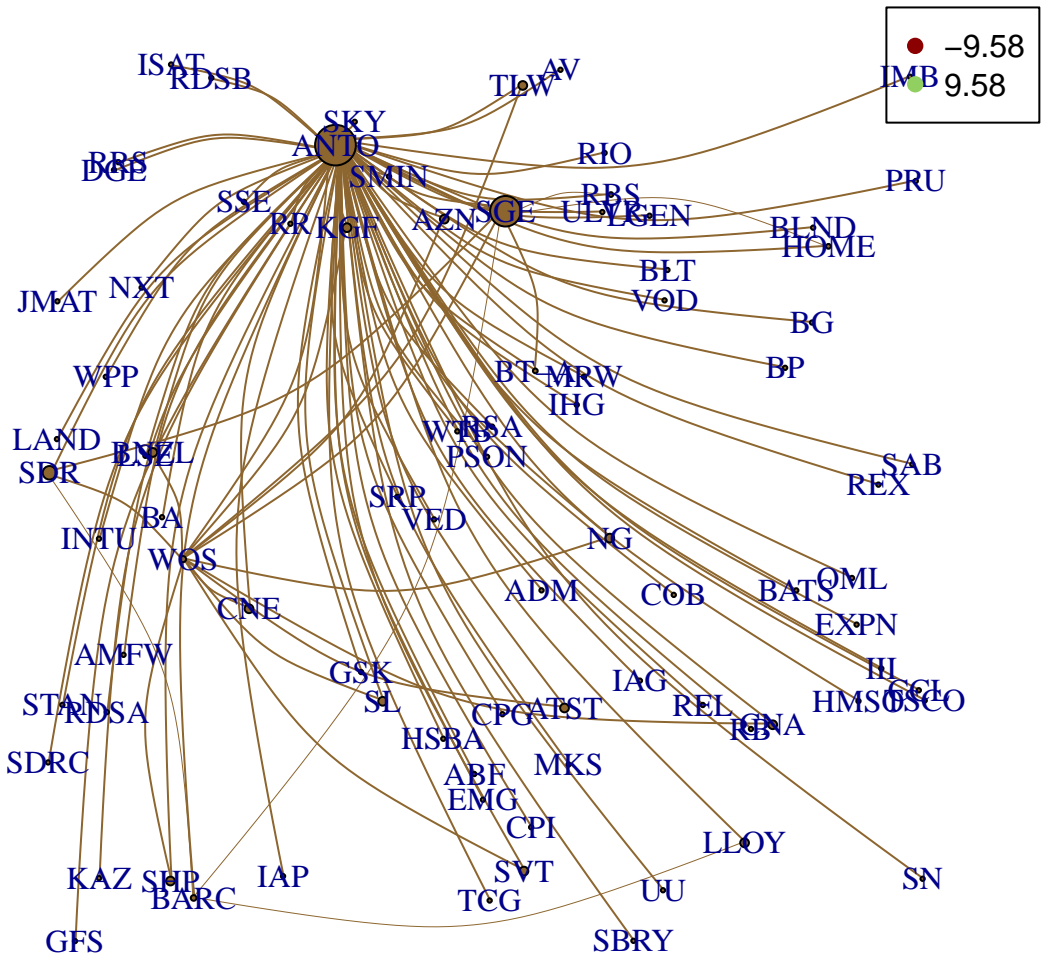 −9.58
9.58
ISAT
RDSB
TLW
AV
IMB
SKY
ANTO
RIO
RRS
DGE
SMIN
PRU
SSE
RBS
RR
KGF
AZN
SGE
LGEN
BLND
HOME
BLT
NXT
JMAT
VOD
BG
BP
WPP
BT_A
MRW
IHG
LAND
WTB
RSA
PSON
SDR
SAB
REX
SRP
VED
BA
INTU
WOS
NG
ADM
COB
BATS
OML
CNE
EXPN
AMFW
GSK
SL
IAG
III
CCL
HMSO
TSCO
STAN
RDSA
CPG
ATST
REL
RB
CNA
HSBA
SDRC
ABF
MKS
EMG
CPI
LLOY
KAZ
SHP
BARC
IAP
SVT
TCG
UU
SN
GFS
SBRY